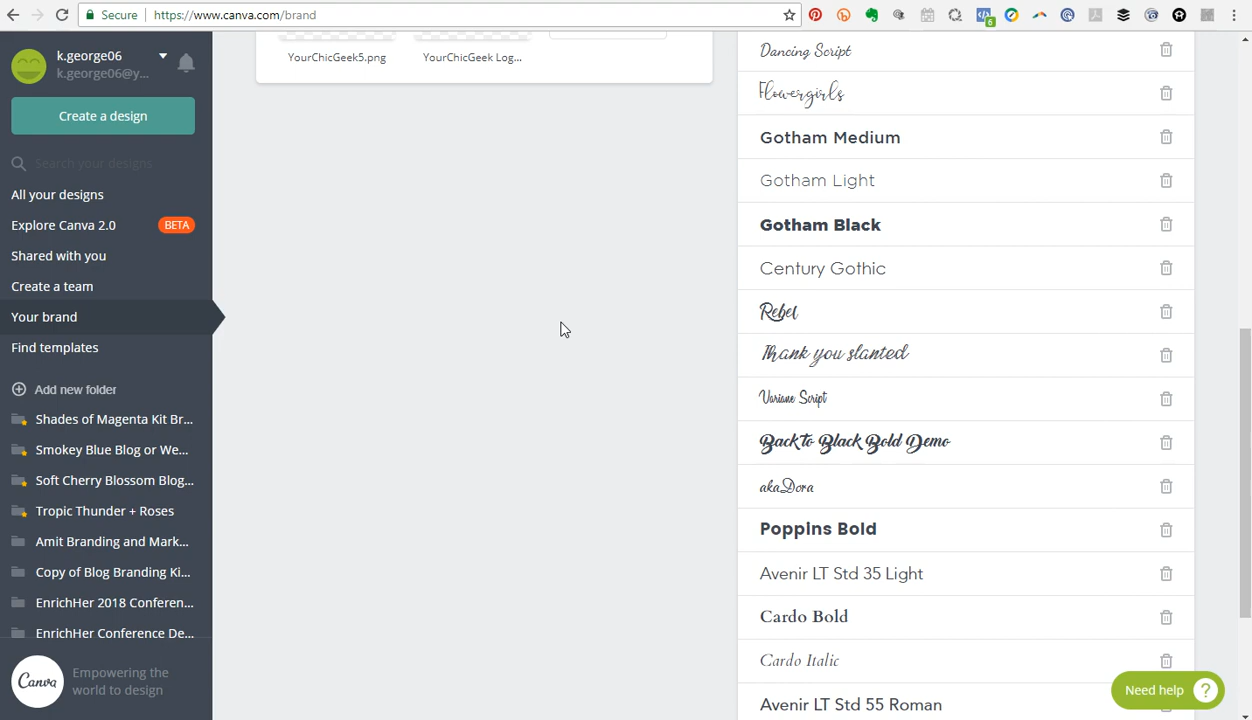 Secure
https://www.canva.com/brand
6
k.george06
k.george06@y...
Create a design
Search your designs
All your designs
Explore Canva 2.0
BETA
Shared with you
Create a team
Your brand
Find templates
Add new folder
Shades of Magenta Kit Br...
Smokey Blue Blog or We...
Soft Cherry Blossom Blog...
Tropic Thunder + Roses
Amit Branding and Mark...
Copy of Blog Branding Ki...
EnrichHer 2018 Conferen...
EnrichHer Conference De...
Canva
Empowering the
world to design
YourChicGeek5.png
YourChicGeek Log...
Dancing Script
Flowergirls
Gotham Medium
Gotham Light
Gotham Black
Century Gothic
Rebel
Thank you slanted
Variane Script
Back to Black Bold Demo
akaDora
Poppins Bold
Avenir LT Std 35 Light
Cardo Bold
Cardo Italic
Avenir LT Std 55 Roman
Need help ?